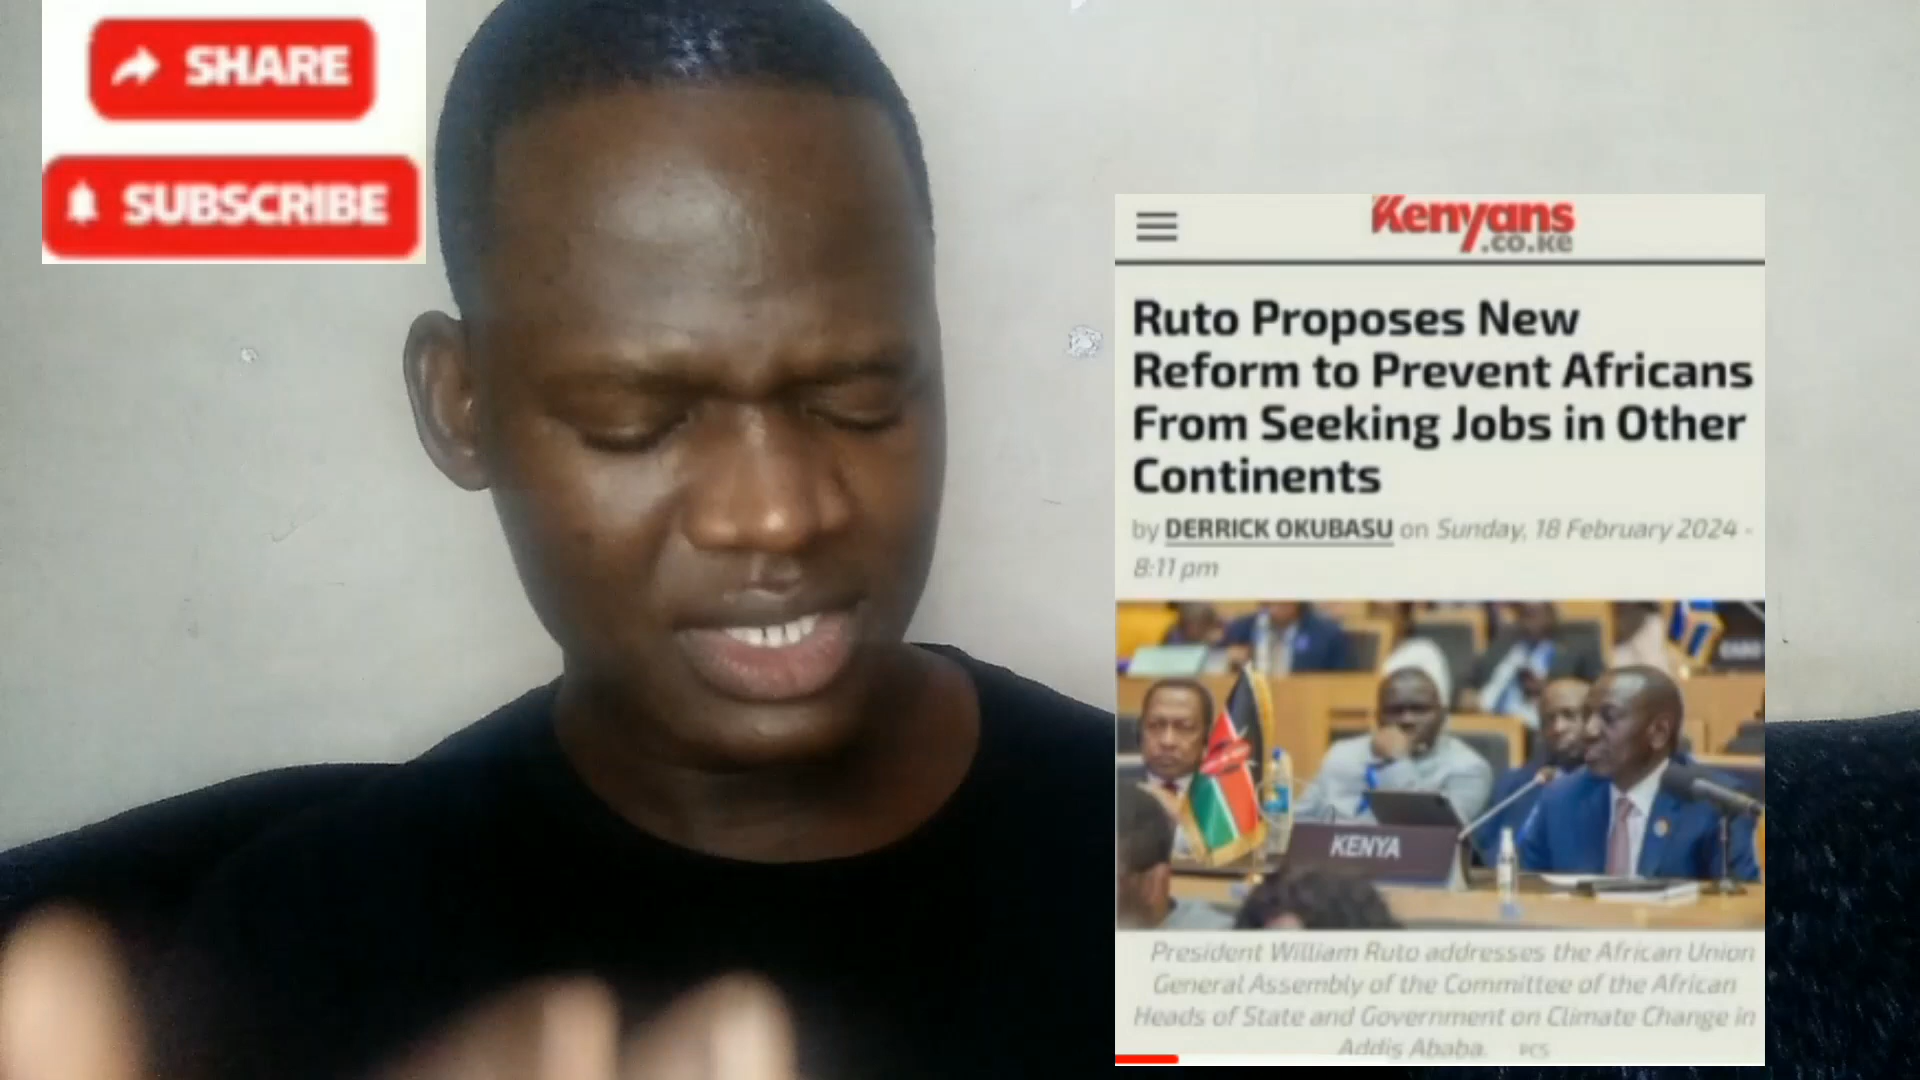 SHARE
SUBSCRIBE
Kenyans
.co.ke
Ruto Proposes New
Reform to Prevent Africans
From Seeking Jobs in Other
Continents
by DERRICK OKUBASU on Sunday, 18 February 2024 -
8:11 pm
KENYA
President William Ruto addresses the African Union
General Assembly of the Committee of the African
Heads of State and Government on Climate Change in
Addis Ababa. PCS